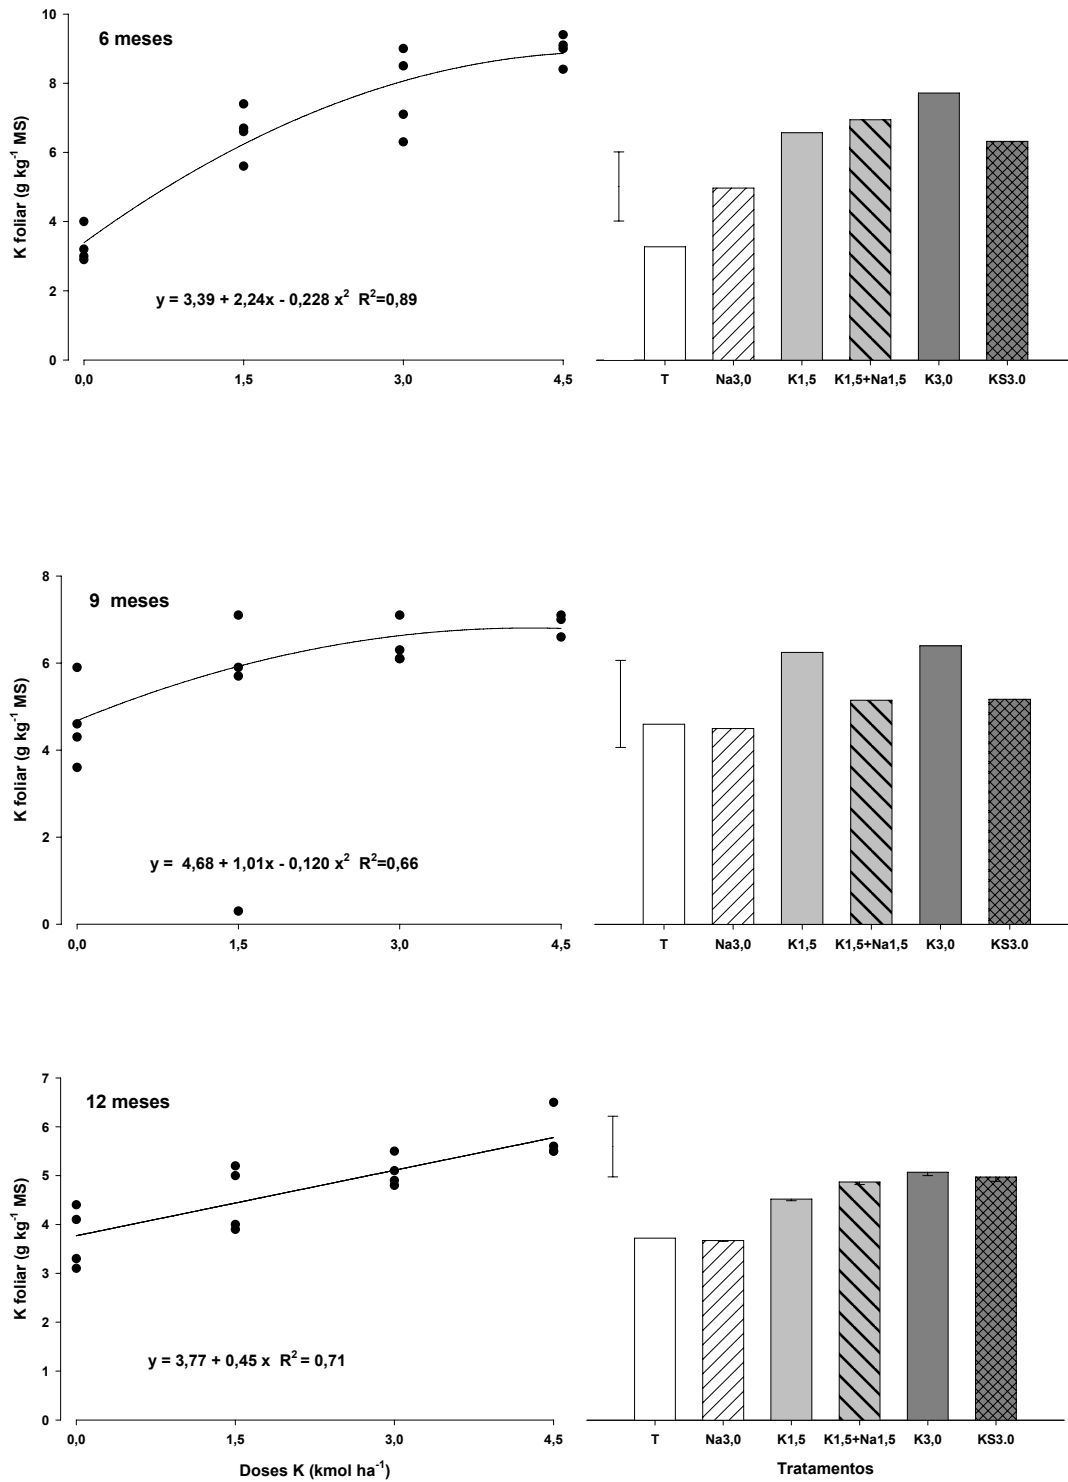 6 meses
K foliar (g kg⁻¹ MS)
10
8
6
4
2
0
y = 3,39 + 2,24x - 0,228 x² R²=0,89
0,0 1,5 3,0 4,5
T Na3,0 K1,5 K1,5+Na1,5 K3,0 KS3.0
9 meses
K foliar (g kg⁻¹ MS)
8
6
4
2
0
y = 4,68 + 1,01x - 0,120 x² R²=0,66
0,0 1,5 3,0 4,5
T Na3,0 K1,5 K1,5+Na1,5 K3,0 KS3.0
12 meses
K foliar (g kg⁻¹ MS)
7
6
5
4
3
2
1
0
y = 3,77 + 0,45 x R² = 0,71
0,0 1,5 3,0 4,5
Doses K (kmol ha⁻¹)
T Na3,0 K1,5 K1,5+Na1,5 K3,0 KS3.0
Tratamentos